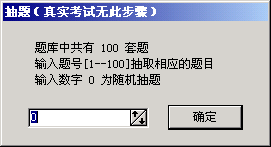 抽题(真实考试无此步骤)
题库中共有 100 套题
输入题号[1--100]抽取相应的题目
输入数字 0 为随机抽题
0
确定